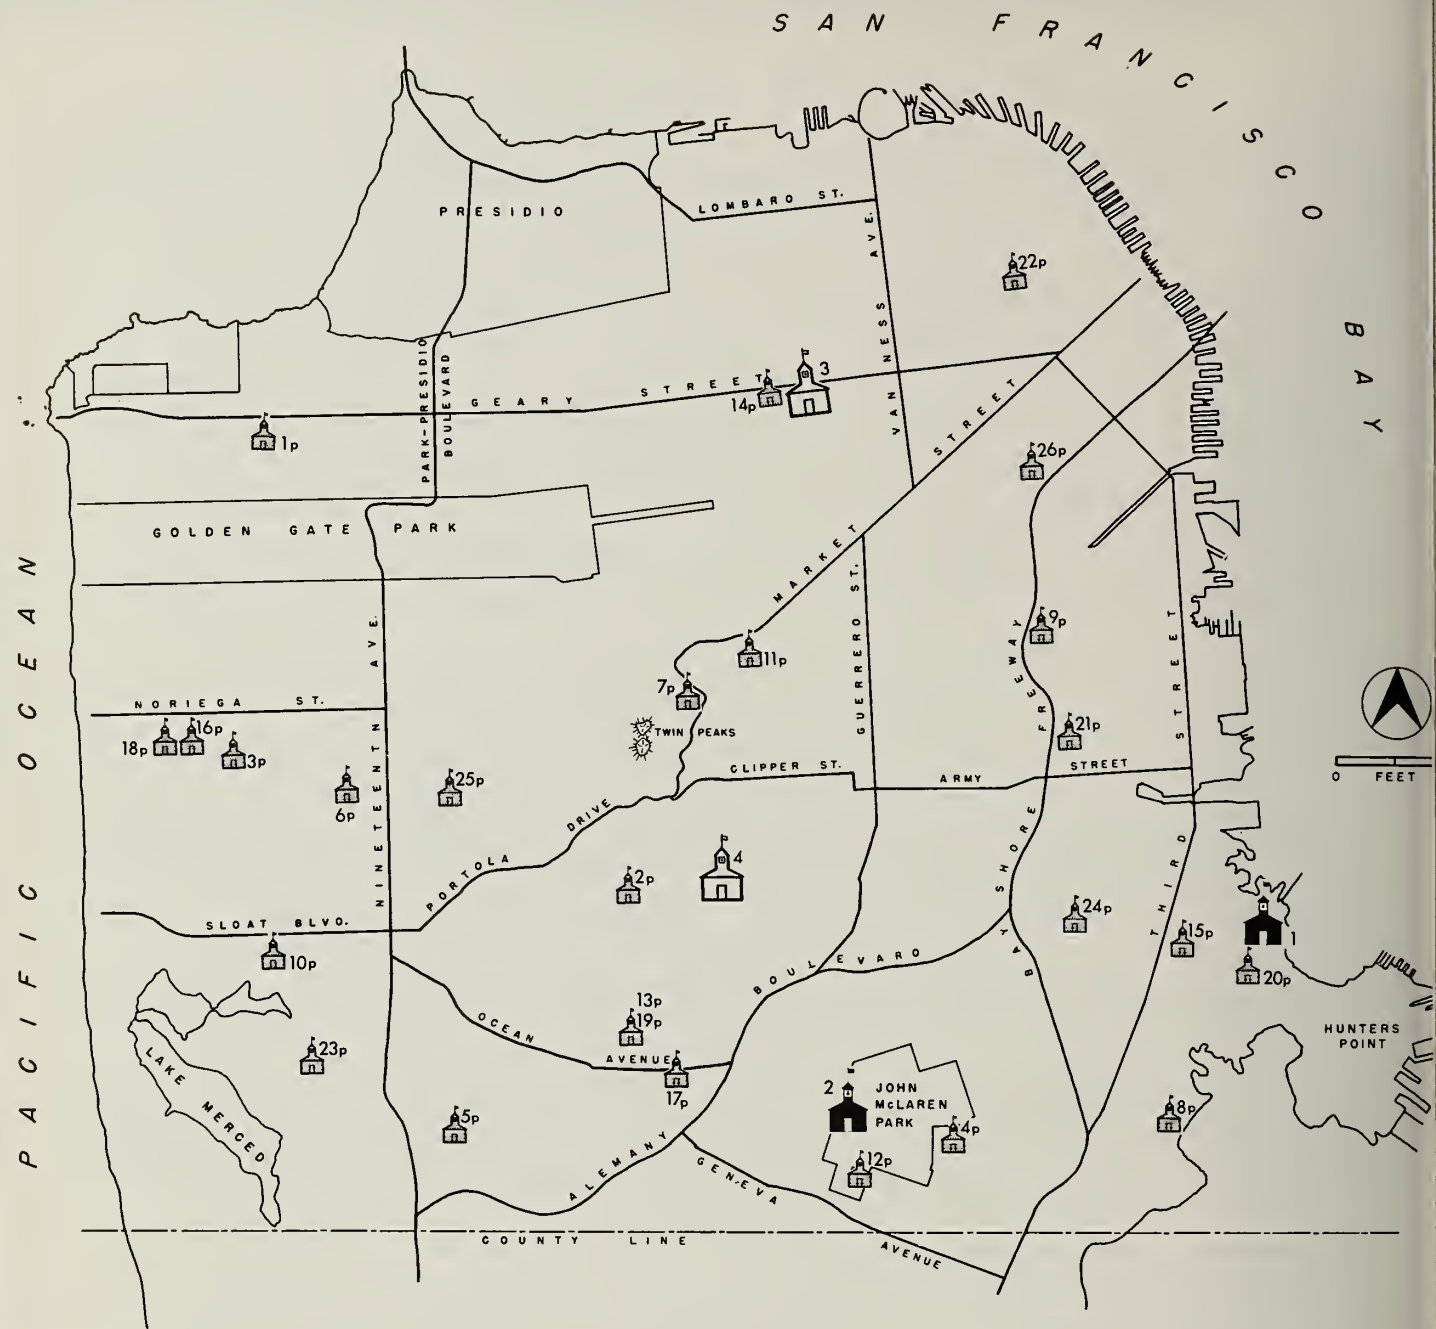 SAN FRANCISCO BAY
PRESIDIO
LOMBARO ST.
VAN NESS AVE.
22p
PARK-PRESIDIO
BOULEVARD
GEARY STREET
14p
3
1p
STREET
26p
GOLDEN GATE PARK
MARKET
PACIFIC OCEAN
NINETEENTN AVE.
GUERRERO ST.
FREEWAY
9p
11p
7p
TWIN PEAKS
NORIEGA ST.
18p
16p
3p
21p
6p
25p
CLIPPER ST.
ARMY STREET
0 FEET
THIRD STREET
PORTOLA DRIVE
2p
4
BAY SHORE
24p
15p
1
20p
SLOAT BLVO.
10p
BOULEVARO
OCEAN AVENUE
13p
19p
17p
HUNTERS
POINT
23p
LAKE MERCED
5p
2
JOHN
McLAREN
PARK
4p
12p
8p
ALEMANY
GENEVA AVENUE
COUNTY LINE